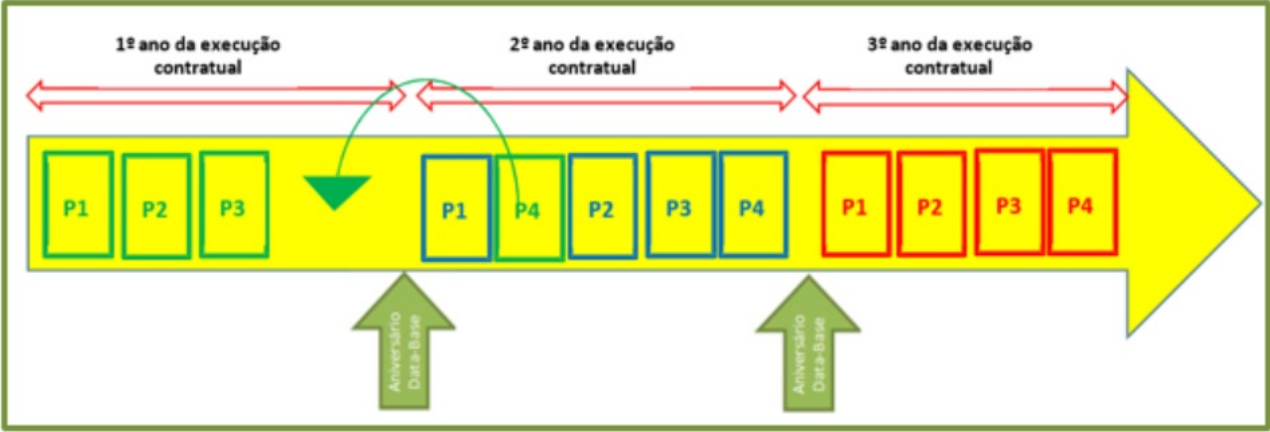 1º ano da execução
contratual
2º ano da execução
contratual
3º ano da execução
contratual
P1 P2 P3 P1 P4 P2 P3 P4 P1 P2 P3 P4
Aniversário
Data-Base
Aniversário
Data-Base